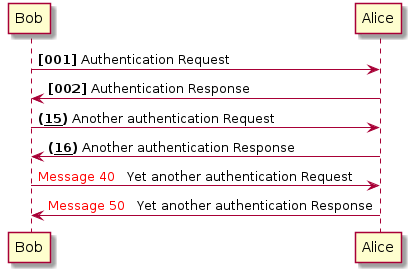 Bob Alice
[001] Authentication Request
[002] Authentication Response
(15) Another authentication Request
(16) Another authentication Response
Message 40 Yet another authentication Request
Message 50 Yet another authentication Response
Bob Alice